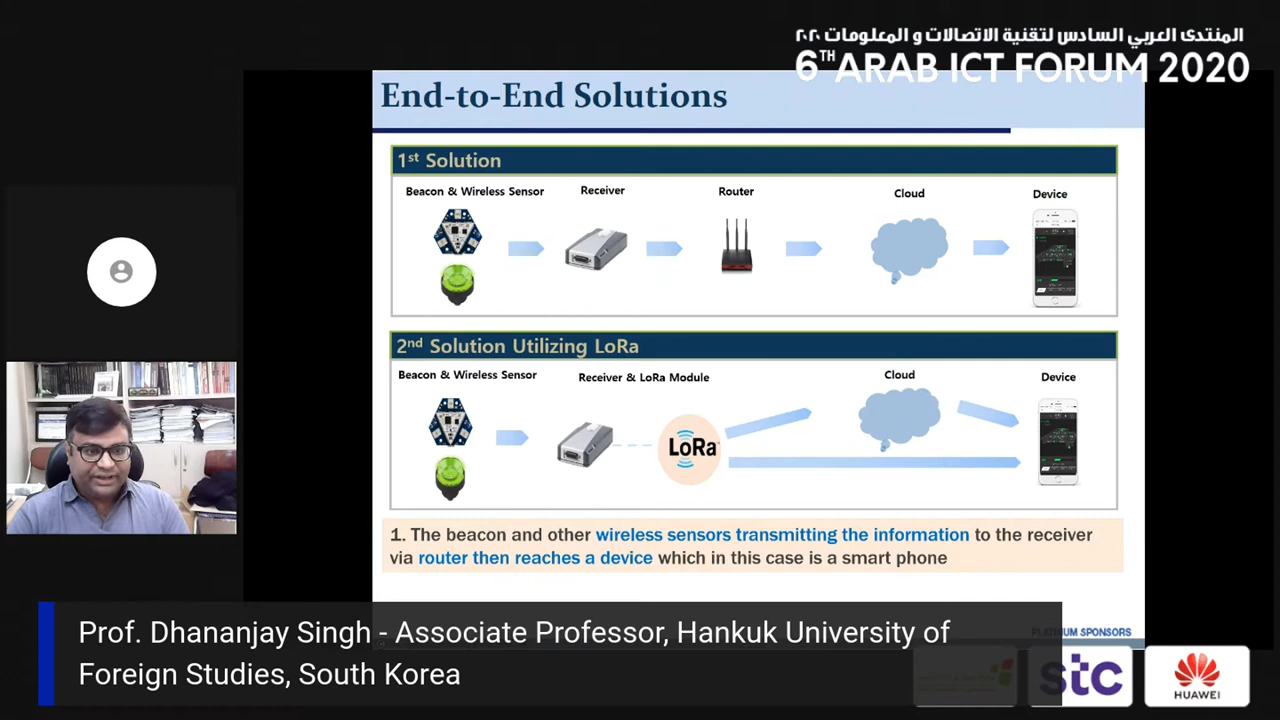 المنتدى العربي السادس لتقنية الاتصالات و المعلومات ٢٠٢٠
6TH ARAB ICT FORUM 2020
End-to-End Solutions
1st Solution
Beacon & Wireless Sensor
Receiver
Router
Cloud
Device
2nd Solution Utilizing LoRa
Beacon & Wireless Sensor
Receiver & LoRa Module
Cloud
Device
LoRa
1. The beacon and other wireless sensors transmitting the information to the receiver
via router then reaches a device which in this case is a smart phone
Prof. Dhananjay Singh - Associate Professor, Hankuk University of
Foreign Studies, South Korea
PLATINUM SPONSORS
stc
HUAWEI